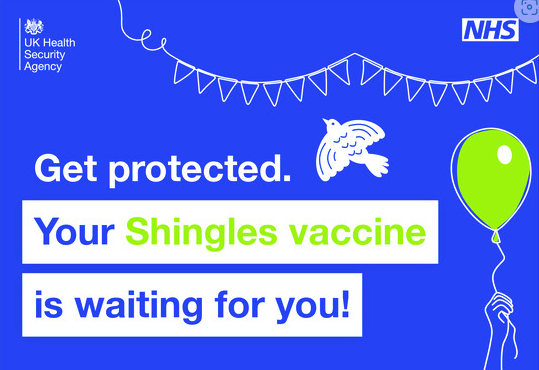 UK Health
Security
Agency
NHS
Get protected.
Your Shingles vaccine
is waiting for you!